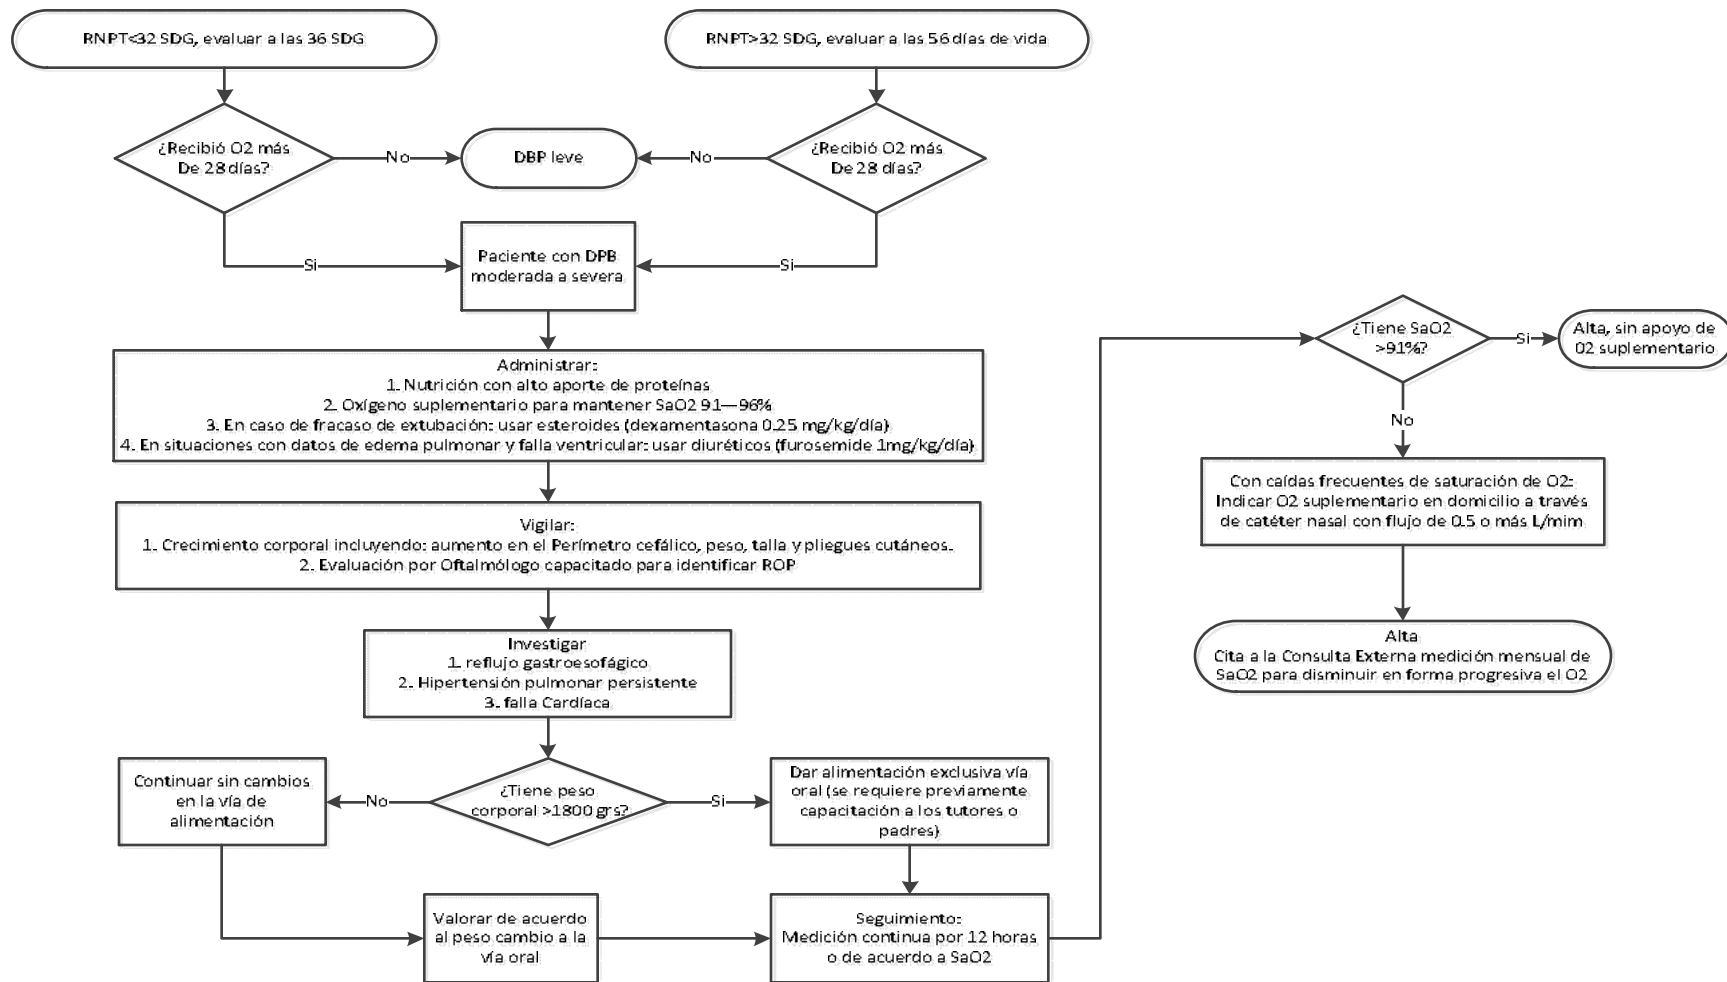 RNPT<32 SDG, evaluar a las 36 SDG
RNPT>32 SDG, evaluar a las 56 días de vida
¿Recibió O2 más
De 28 días?
No
DBP leve
No
¿Recibió O2 más
De 28 días?
Si
Paciente con DPB
moderada a severa
Si
Administrar:
1. Nutrición con alto aporte de proteínas
2. Oxígeno suplementario para mantener SaO2 91—96%
3. En caso de fracaso de extubación: usar esteroides (dexametasona 0.25 mg/kg/día)
4. En situaciones con datos de edema pulmonar y falla ventricular: usar diuréticos (furosemide 1mg/kg/día)
Vigilar:
1. Crecimiento corporal incluyendo: aumento en el Perímetro cefálico, peso, talla y pliegues cutáneos.
2. Evaluación por Oftalmólogo capacitado para identificar ROP
Investigar
1. reflujo gastroesofágico
2. Hipertensión pulmonar persistente
3. falla Cardíaca
Continuar sin cambios
en la vía de
alimentación
No
¿Tiene peso
corporal >1800 grs?
Si
Dar alimentación exclusiva vía
oral (se requiere previamente
capacitación a los tutores o
padres)
Valorar de acuerdo
al peso cambio a la
vía oral
Seguimiento:
Medición continua por 12 horas
o de acuerdo a SaO2
¿Tiene SaO2
>91%?
Si
Alta, sin apoyo de
02 suplementario
No
Con caídas frecuentes de saturación de O2:
Indicar O2 suplementario en domicilio a través
de catéter nasal con flujo de 0.5 o más L/mim
Alta
Cita a la Consulta Externa medición mensual de
SaO2 para disminuir en forma progresiva el O2